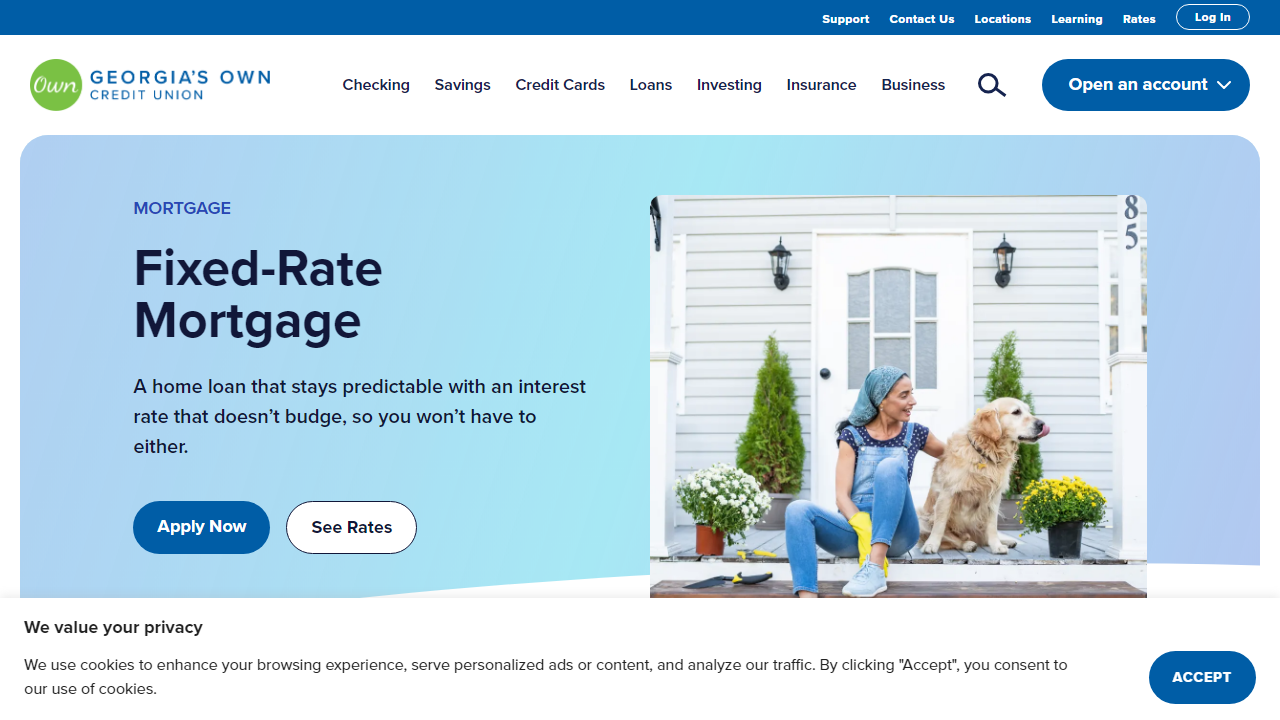 Support Contact Us Locations Learning Rates Log In
Own GEORGIA'S OWN
CREDIT UNION
Checking Savings Credit Cards Loans Investing Insurance Business Open an account
MORTGAGE
Fixed-Rate
Mortgage
A home loan that stays predictable with an interest
rate that doesn’t budge, so you won’t have to
either.
Apply Now See Rates
8
5
We value your privacy
We use cookies to enhance your browsing experience, serve personalized ads or content, and analyze our traffic. By clicking "Accept", you consent to
our use of cookies.
ACCEPT